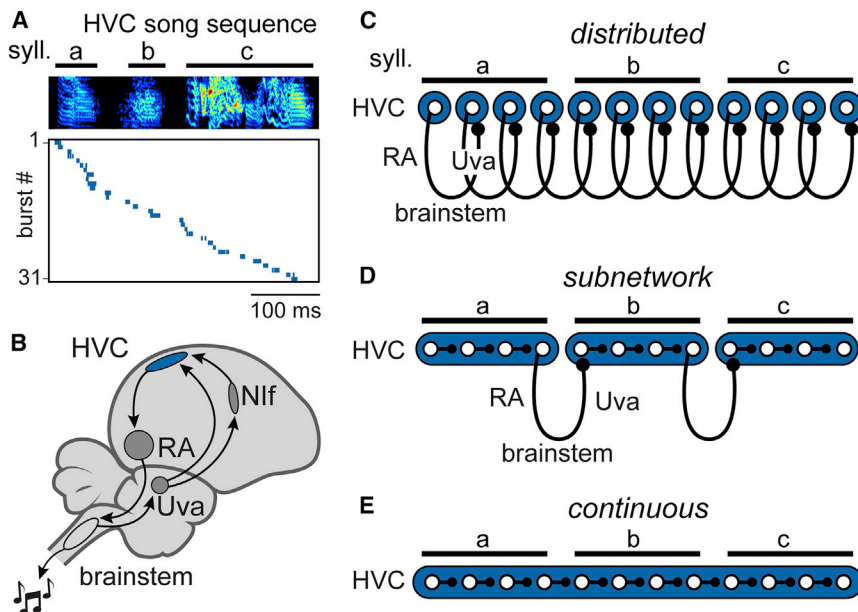 A
HVC song sequence
syll. a b c
1
burst #
31
100 ms
B
HVC
NIf
RA
Uva
brainstem
C
distributed
syll. a b c
HVC
RA Uva
brainstem
D
subnetwork
a b c
HVC
RA Uva
brainstem
E
continuous
a b c
HVC